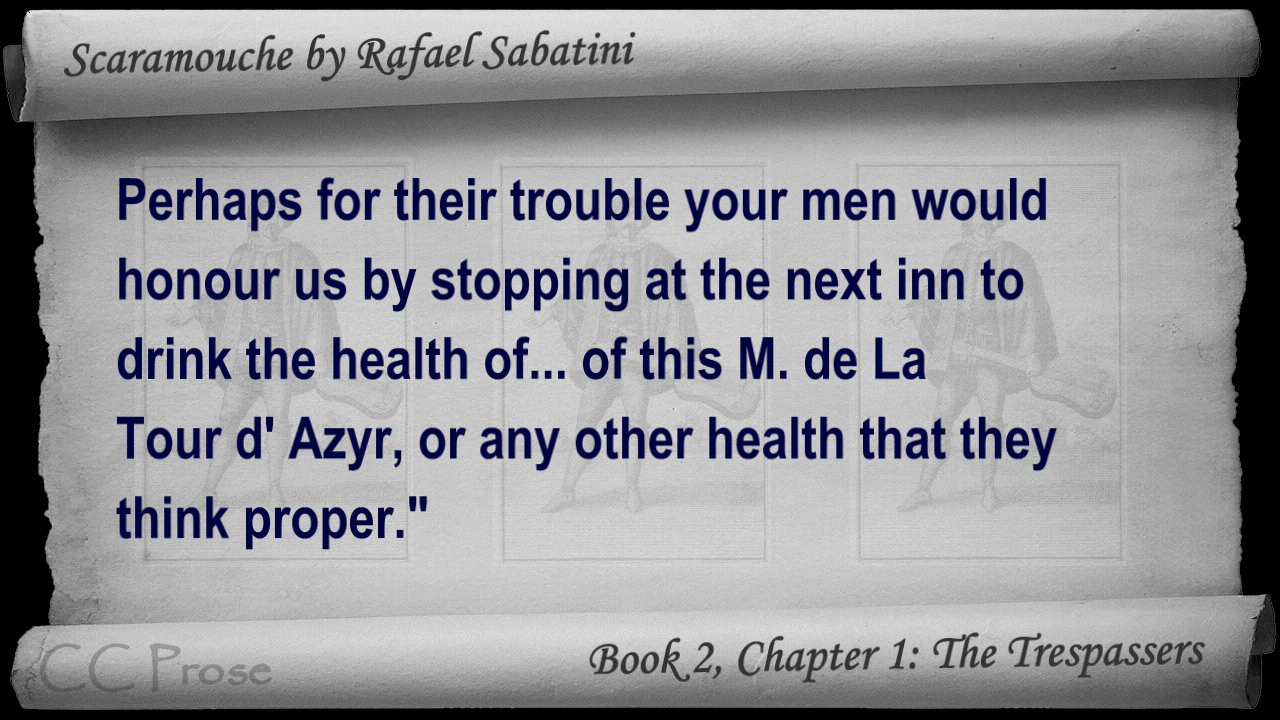 Scaramouche by Rafael Sabatini
Perhaps for their trouble your men would
honour us by stopping at the next inn to
drink the health of... of this M. de La
Tour d' Azyr, or any other health that they
think proper."
CC Prose
Book 2, Chapter 1: The Trespassers